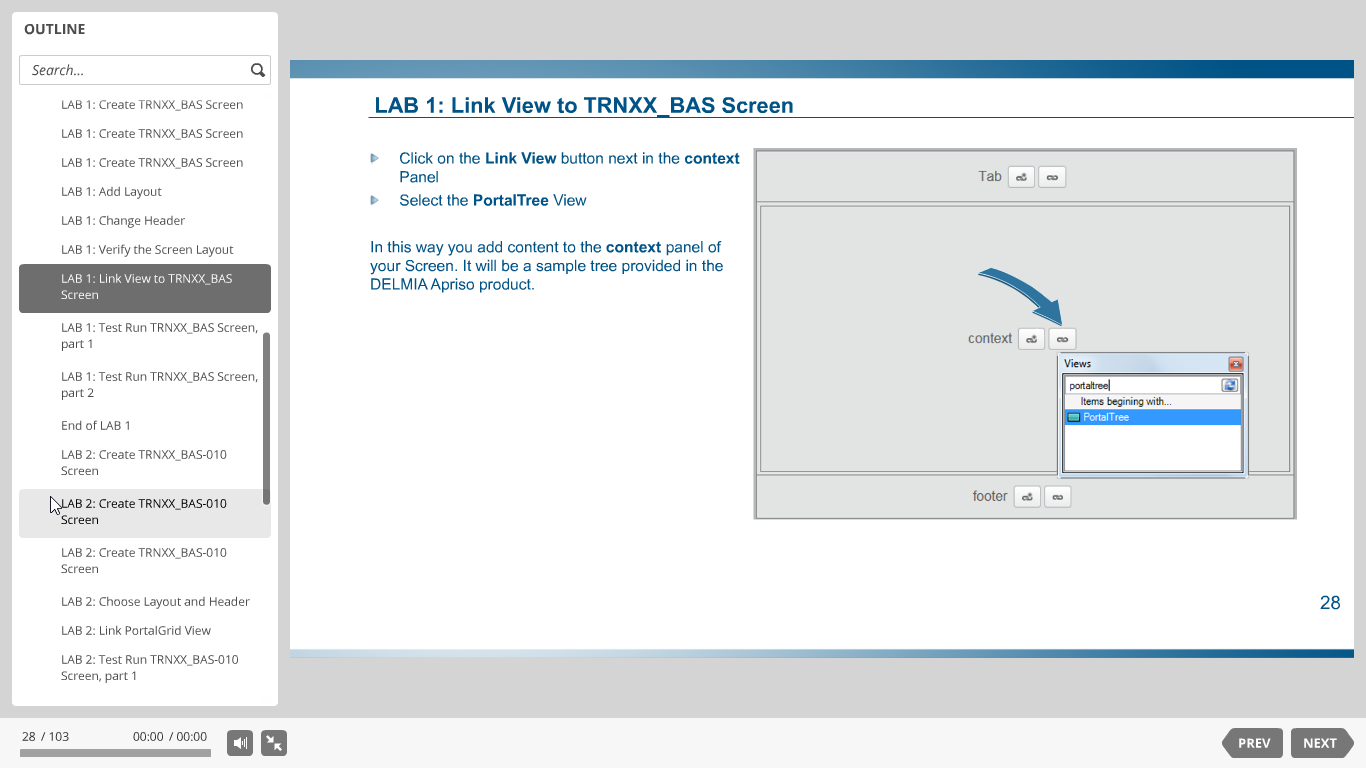 OUTLINE
Search...
LAB 1: Create TRNXX_BAS Screen
LAB 1: Create TRNXX_BAS Screen
LAB 1: Create TRNXX_BAS Screen
LAB 1: Add Layout
LAB 1: Change Header
LAB 1: Verify the Screen Layout
LAB 1: Link View to TRNXX_BAS
Screen
LAB 1: Test Run TRNXX_BAS Screen,
part 1
LAB 1: Test Run TRNXX_BAS Screen,
part 2
End of LAB 1
LAB 2: Create TRNXX_BAS-010
Screen
LAB 2: Create TRNXX_BAS-010
Screen
LAB 2: Create TRNXX_BAS-010
Screen
LAB 2: Choose Layout and Header
LAB 2: Link PortalGrid View
LAB 2: Test Run TRNXX_BAS-010
Screen, part 1
LAB 1: Link View to TRNXX_BAS Screen
Click on the Link View button next in the context
Panel
Select the PortalTree View
In this way you add content to the context panel of
your Screen. It will be a sample tree provided in the
DELMIA Apriso product.
Tab
context
Views
portaltree
Items begining with...
PortalTree
footer
28
28 / 103
00:00 / 00:00
PREV
NEXT